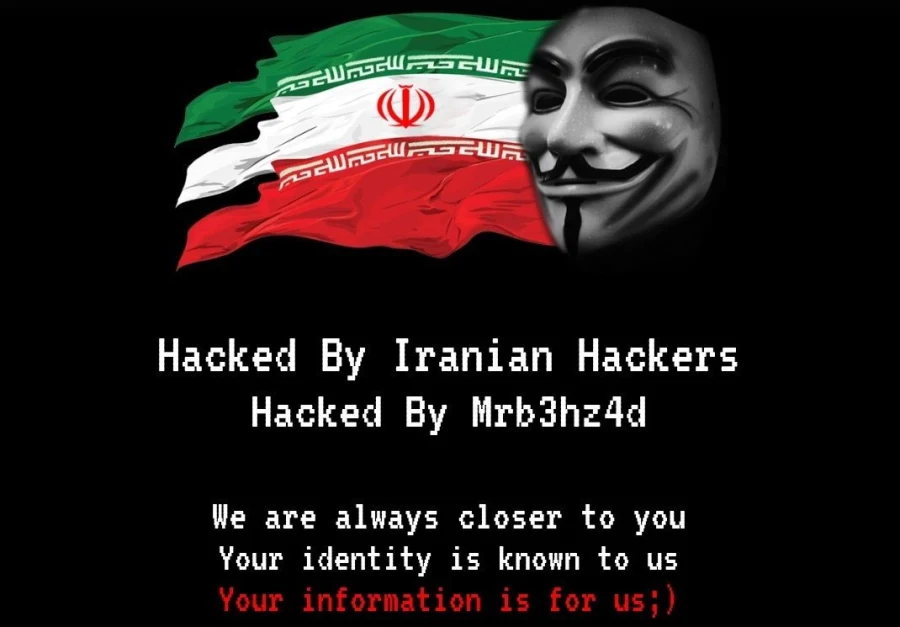 Hacked By Iranian Hackers
Hacked By Mrb3hz4d
We are always closer to you
Your identity is known to us
Your information is for us;)